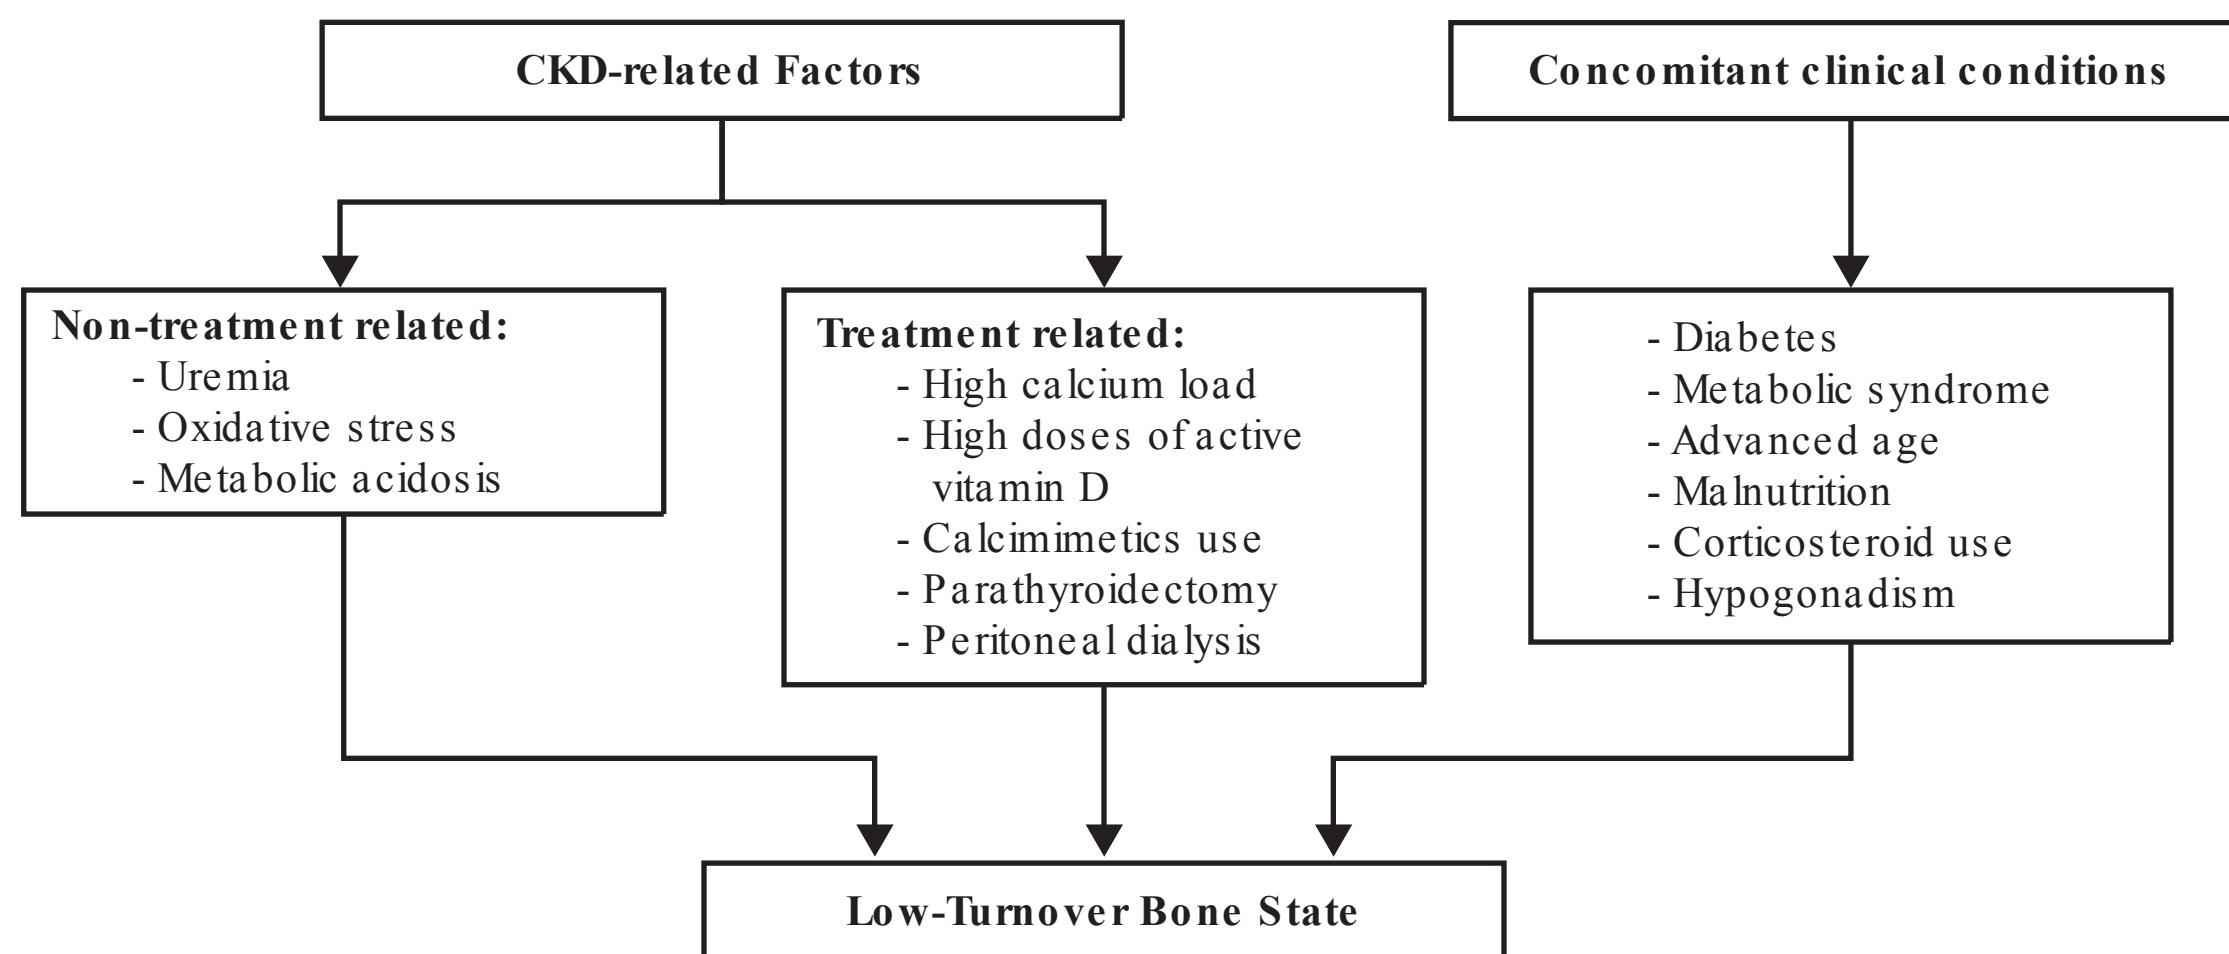 CKD-related Factors
Concomitant clinical conditions
Non-treatment related:
- Uremia
- Oxidative stress
- Metabolic acidosis
Treatment related:
- High calcium load
- High doses of active
vitamin D
- Calcimimetics use
- Parathyroidectomy
- Peritoneal dialysis
- Diabetes
- Metabolic syndrome
- Advanced age
- Malnutrition
- Corticosteroid use
- Hypogonadism
Low-Turnover Bone State